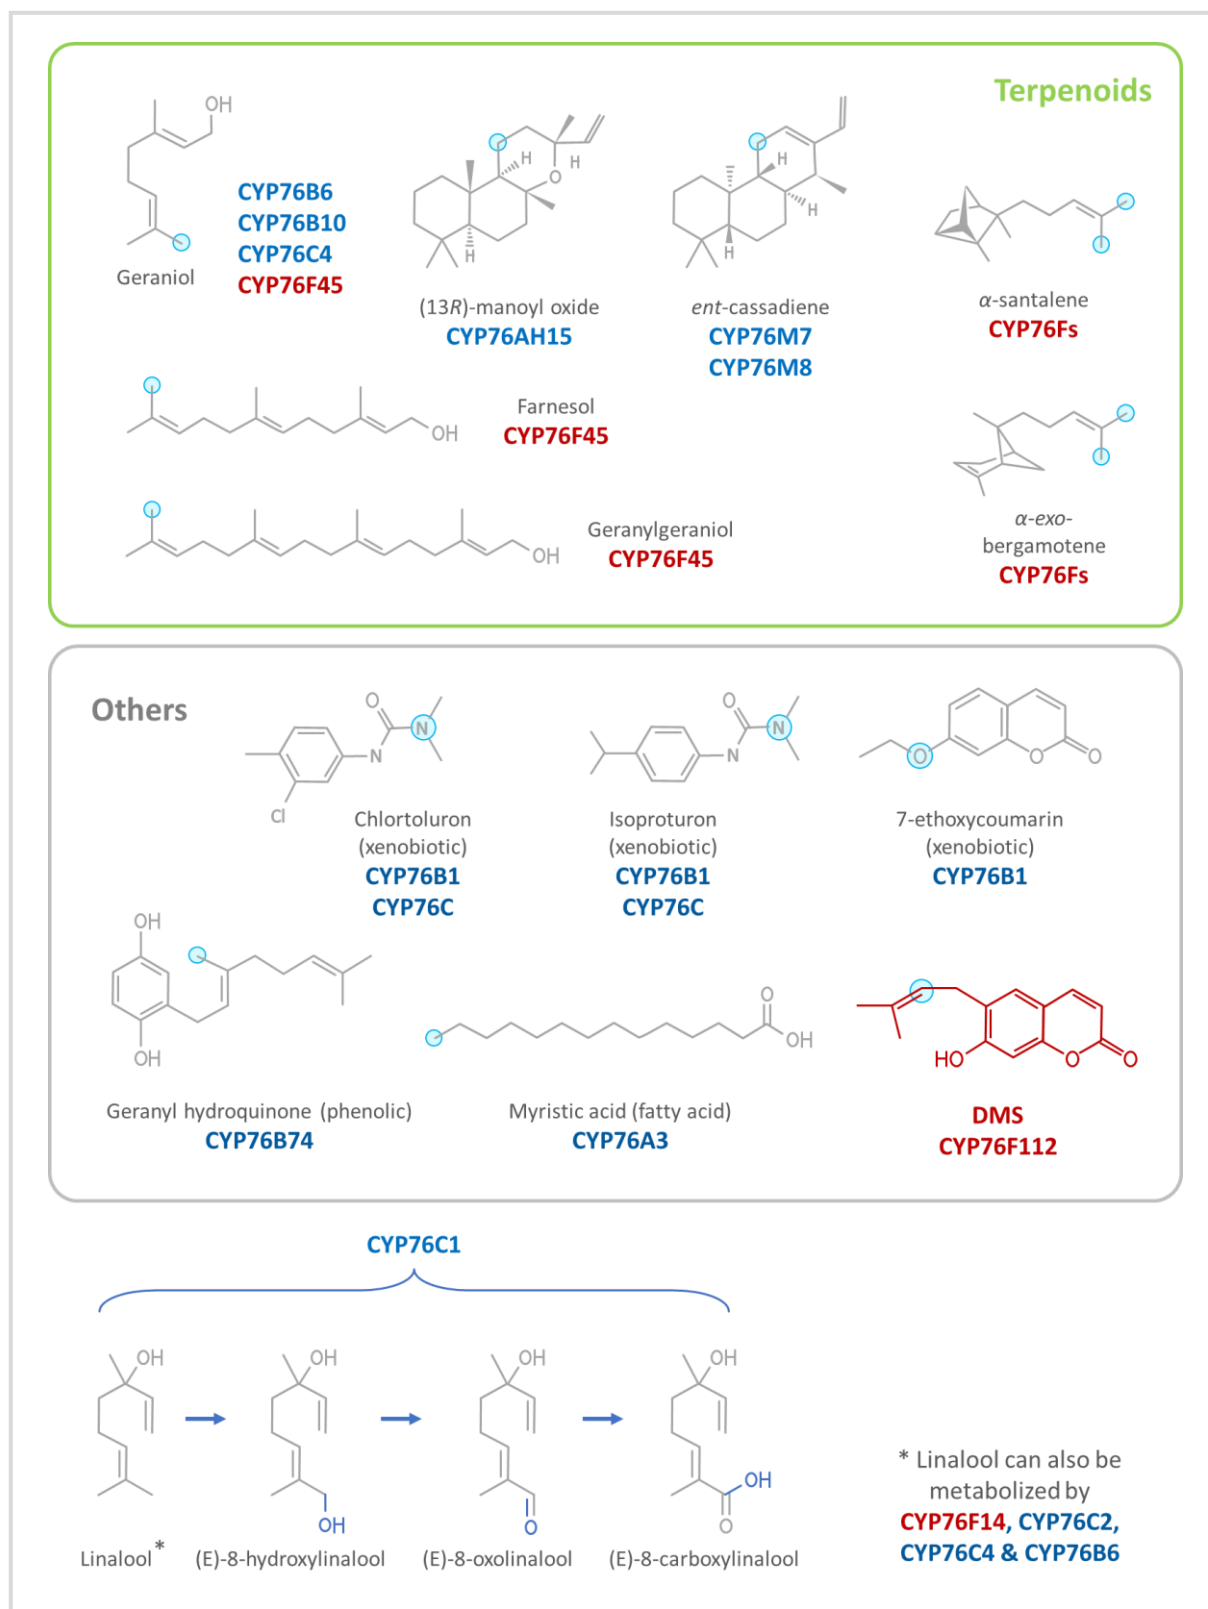 Terpenoids
OH
Geraniol
CYP76B6
CYP76B10
CYP76C4
CYP76F45
H
H
O
H
(13R)-manoyl oxide
CYP76AH15
H
H
H
ent-cassadiene
CYP76M7
CYP76M8
α-santalene
CYP76Fs
OH
Farnesol
CYP76F45
OH
Geranylgeraniol
CYP76F45
α-exo-
bergamotene
CYP76Fs
Others
O
N
N
Cl
Chlortoluron
(xenobiotic)
CYP76B1
CYP76C
O
N
N
Isoproturon
(xenobiotic)
CYP76B1
CYP76C
O
O
O
7-ethoxycoumarin
(xenobiotic)
CYP76B1
OH
OH
Geranyl hydroquinone (phenolic)
CYP76B74
O
OH
Myristic acid (fatty acid)
CYP76A3
HO
O
O
DMS
CYP76F112
CYP76C1
OH
Linalool*
OH
OH
(E)-8-hydroxylinalool
OH
O
(E)-8-oxolinalool
OH
OH
O
(E)-8-carboxylinalool
* Linalool can also be
metabolized by
CYP76F14, CYP76C2,
CYP76C4 & CYP76B6